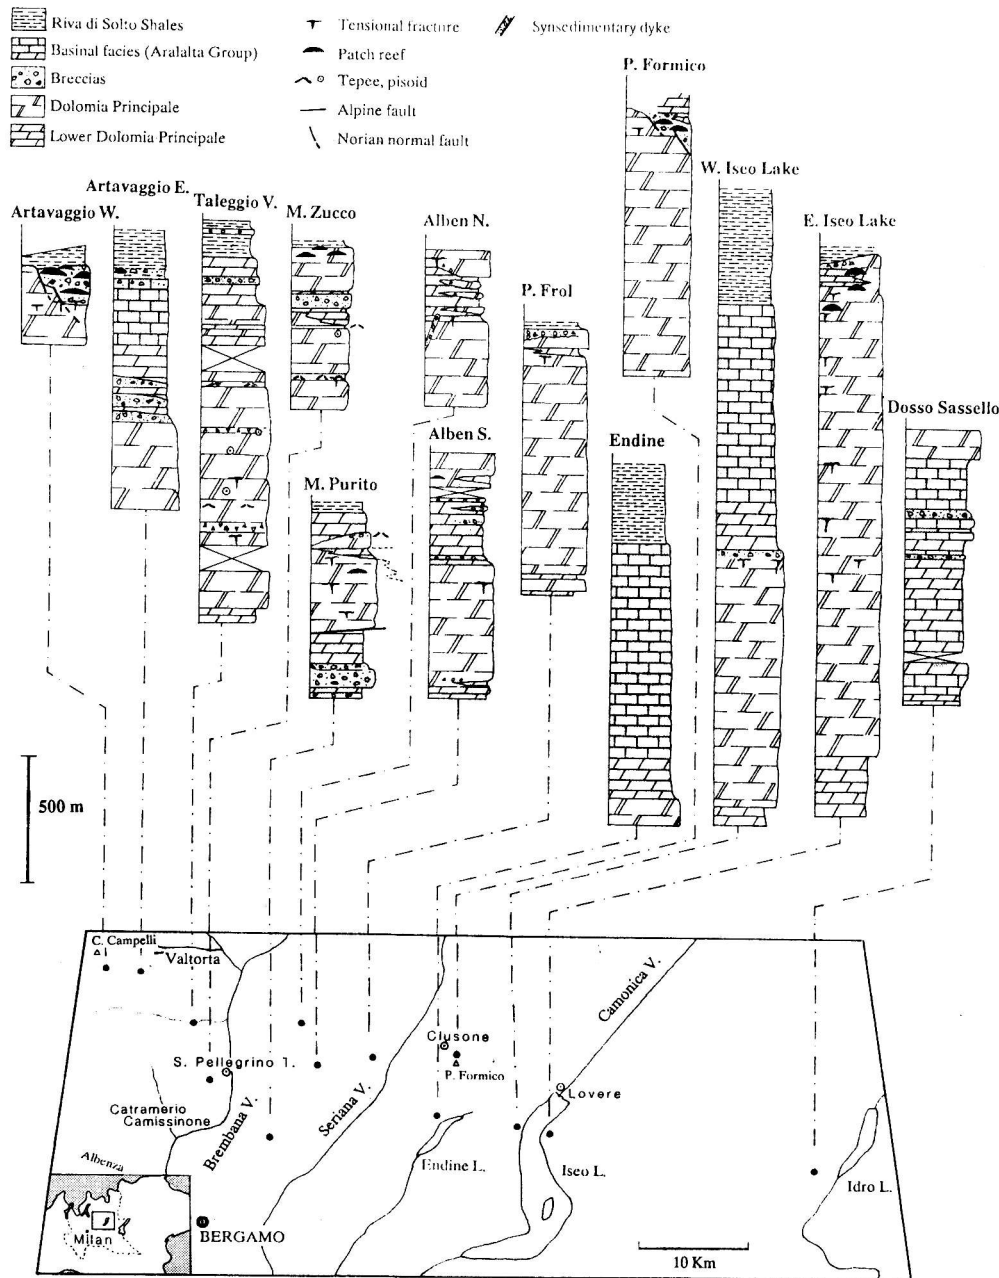 Riva di Solto Shales
Basinal facies (Aralalta Group)
Breccias
Dolomia Principale
Lower Dolomia Principale
Tensional fracture
Patch reef
Tepee, pisoid
Alpine fault
Norian normal fault
Synsedimentary dyke
P. Formico
Artavaggio W.
Artavaggio E.
Taleggio V.
M. Zucco
Alben N.
P. Frol
W. Iseo Lake
E. Iseo Lake
Dosso Sassello
M. Purito
Alben S.
Endine
500 m
C. Campelli
Valtorta
S. Pellegrino T.
Catramerio
Camissinone
Brembana V.
Seriana V.
Clusone
P. Formico
Camonica V.
Lovere
Endine L.
Iseo L.
Idro L.
Albenza
Milan
BERGAMO
10 Km